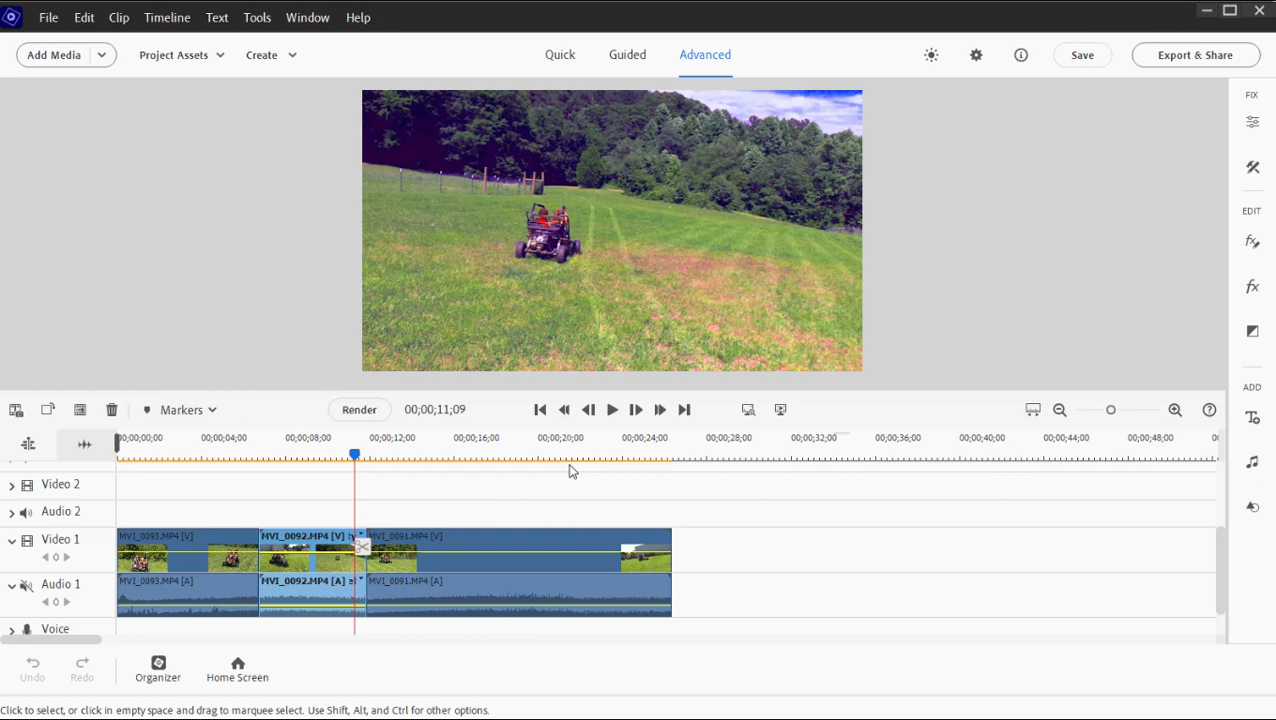 File Edit Clip Timeline Text Tools Window Help
Add Media Project Assets Create Quick Guided Advanced Save Export & Share
FIX
EDIT
ADD
Markers Render 00;00;11;09
00;00;00;00 00;00;04;00 00;00;08;00 00;00;12;00 00;00;16;00 00;00;20;00 00;00;24;00 00;00;28;00 00;00;32;00 00;00;36;00 00;00;40;00 00;00;44;00 00;00;48;00
Video 2
Audio 2
Video 1 MVI_0093.MP4 [V] MVI_0092.MP4 [V] MVI_0091.MP4 [V]
Audio 1 MVI_0093.MP4 [A] MVI_0092.MP4 [A] MVI_0091.MP4 [A]
Voice
Undo Redo Organizer Home Screen
Click to select, or click in empty space and drag to marquee select. Use Shift, Alt, and Ctrl for other options.